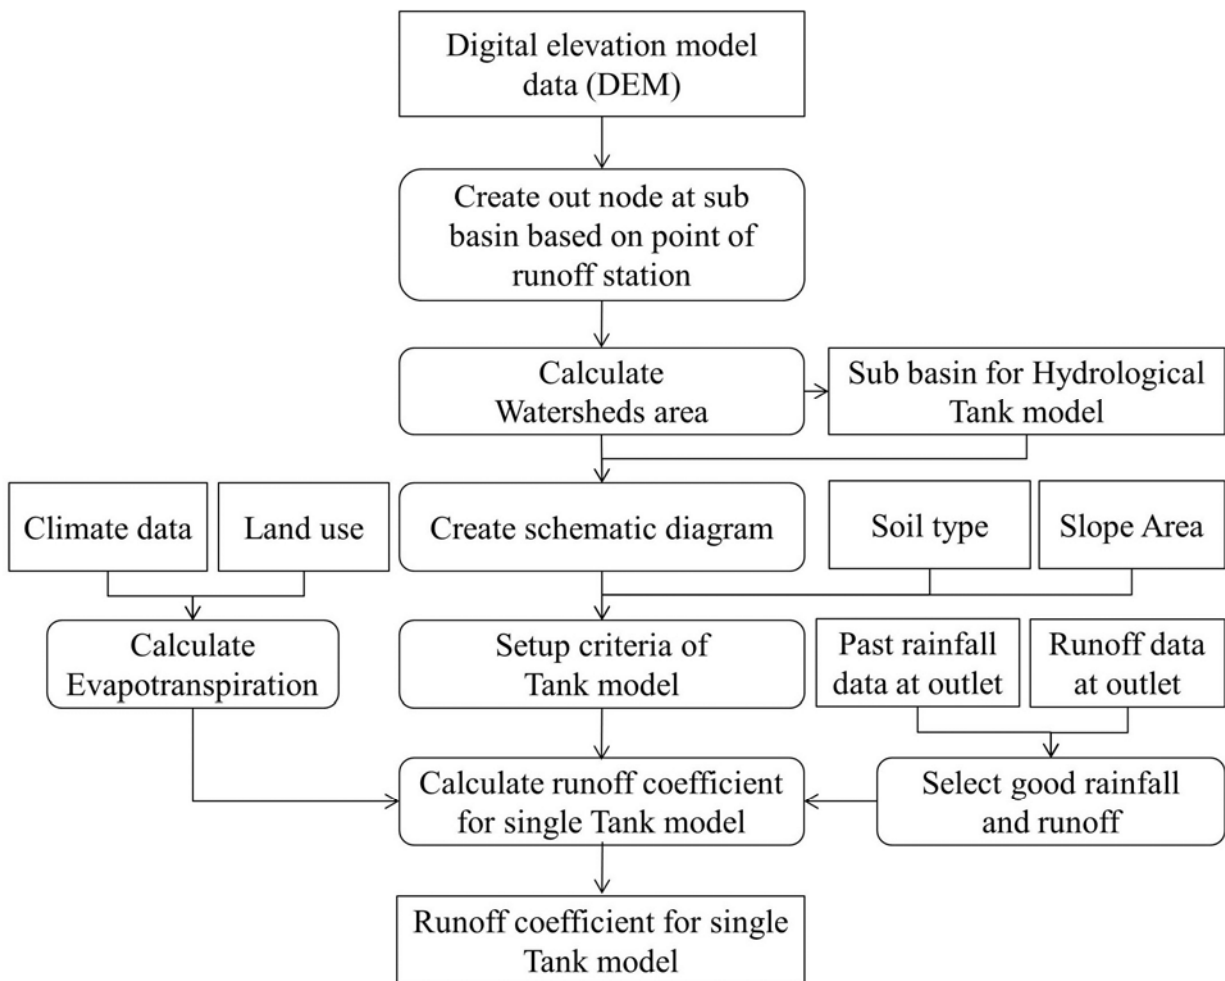 Digital elevation model
data (DEM)
Create out node at sub
basin based on point of
runoff station
Calculate
Watersheds area
Sub basin for Hydrological
Tank model
Climate data
Land use
Create schematic diagram
Soil type
Slope Area
Calculate
Evapotranspiration
Setup criteria of
Tank model
Past rainfall
data at outlet
Runoff data
at outlet
Calculate runoff coefficient
for single Tank model
Select good rainfall
and runoff
Runoff coefficient for single
Tank model